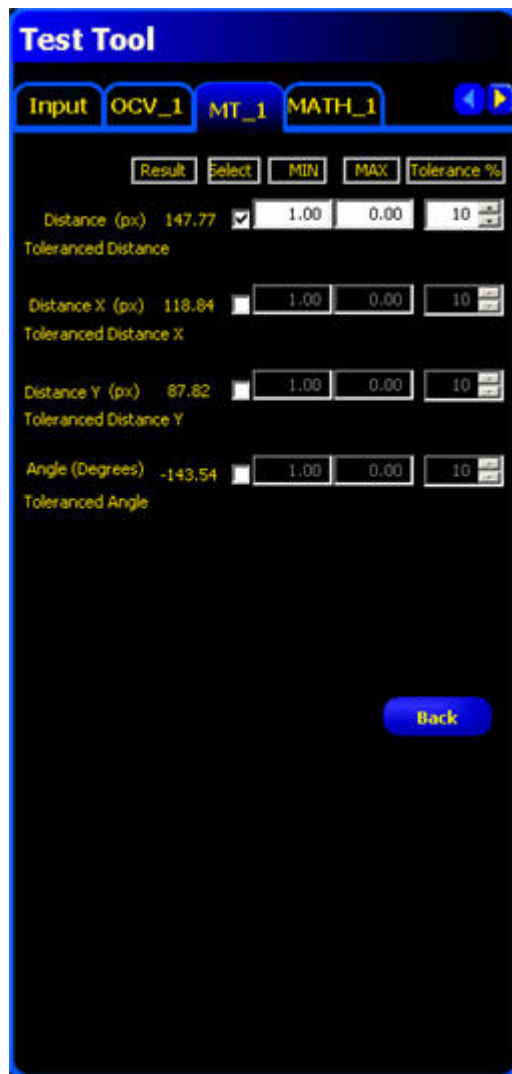 Test Tool
Input OCV_1 MT_1 MATH_1
Result Select MIN MAX Tolerance %
Distance (px) 147.77 1.00 0.00 10
Toleranced Distance
Distance X (px) 118.84 1.00 0.00 10
Toleranced Distance X
Distance Y (px) 87.82 1.00 0.00 10
Toleranced Distance Y
Angle (Degrees) -143.54 1.00 0.00 10
Toleranced Angle
Back